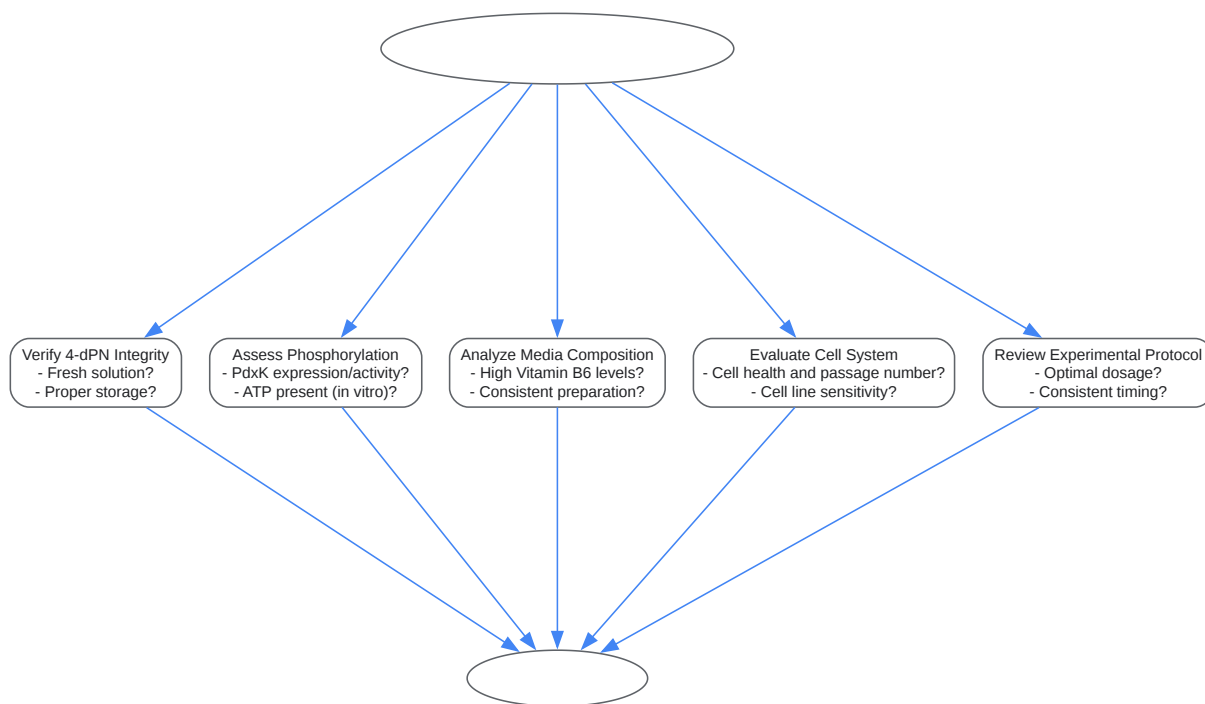 Verify 4-dPN Integrity
- Fresh solution?
- Proper storage?
Assess Phosphorylation
- PdxK expression/activity?
- ATP present (in vitro)?
Analyze Media Composition
- High Vitamin B6 levels?
- Consistent preparation?
Evaluate Cell System
- Cell health and passage number?
- Cell line sensitivity?
Review Experimental Protocol
- Optimal dosage?
- Consistent timing?